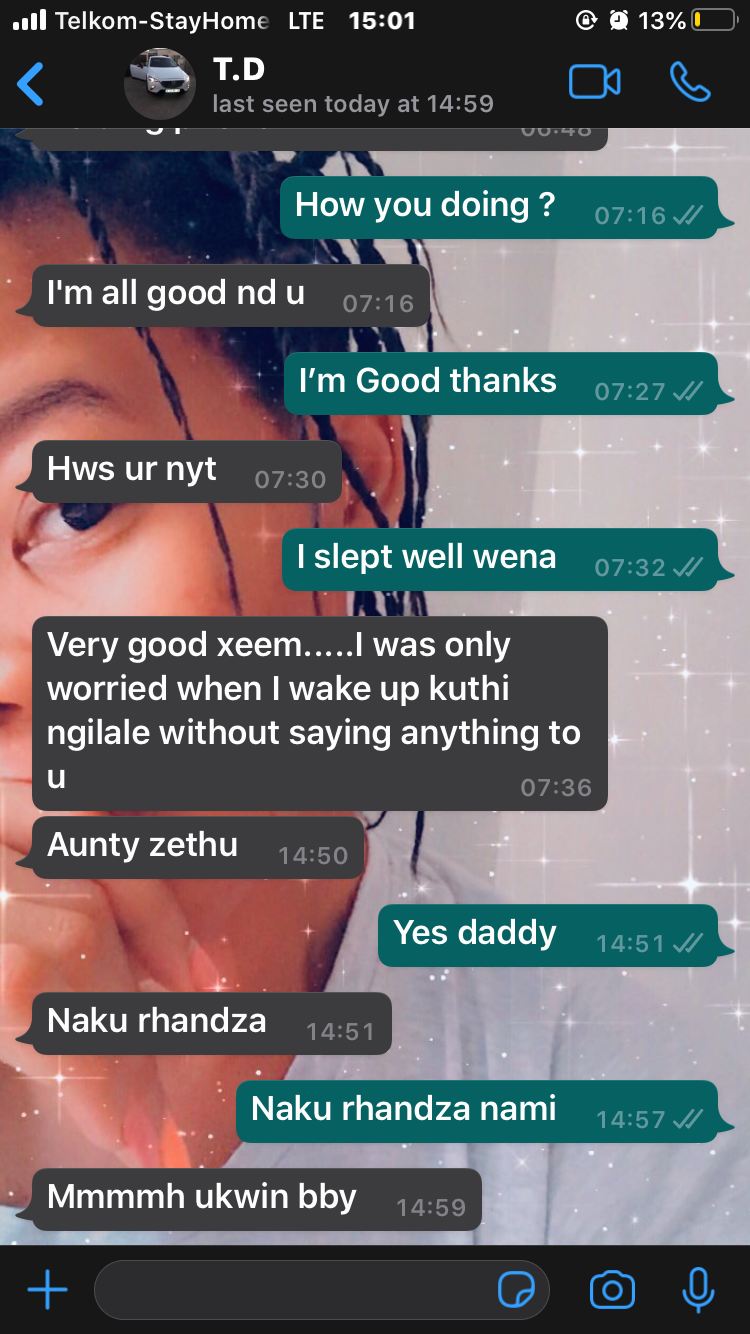 Telkom-StayHome LTE 15:01 13%
T.D
last seen today at 14:59
06:48
How you doing ? 07:16
I'm all good nd u 07:16
I’m Good thanks 07:27
Hws ur nyt 07:30
I slept well wena 07:32
Very good xeem.....I was only
worried when I wake up kuthi
ngilale without saying anything to
u 07:36
Aunty zethu 14:50
Yes daddy 14:51
Naku rhandza 14:51
Naku rhandza nami 14:57
Mmmmh ukwin bby 14:59